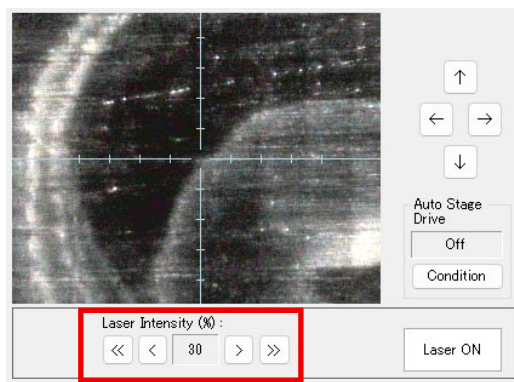 ↑
← →
↓
Auto Stage
Drive
Off
Condition
Laser Intensity (%) :
<< < 30 > >>
Laser ON